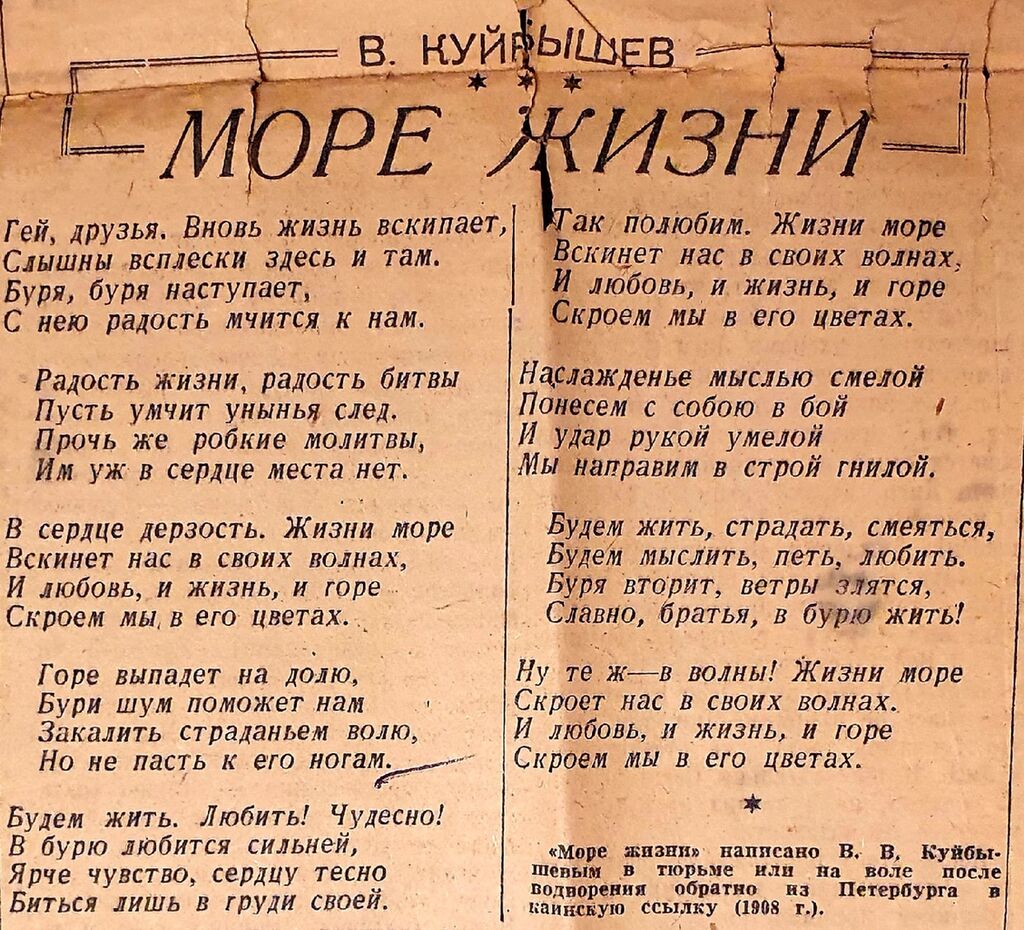 В. КУЙБЫШЕВ
МОРЕ ЖИЗНИ
Гей, друзья. Вновь жизнь вскипает,
Слышны всплески здесь и там.
Буря, буря наступает,
С нею радость мчится к нам.
Радость жизни, радость битвы
Пусть умчит унынья след.
Прочь же робкие молитвы,
Им уж в сердце места нет.
В сердце дерзость. Жизни море
Вскинет нас в своих волнах,
И любовь, и жизнь, и горе
Скроем мы в его цветах.
Горе выпадет на долю,
Бури шум поможет нам
Закалить страданьем волю,
Но не пасть к его ногам.
Будем жить. Любить! Чудесно!
В бурю любится сильней,
Ярче чувство, сердцу тесно
Биться лишь в груди своей.
Так полюбим. Жизни море
Вскинет нас в своих волнах,
И любовь, и жизнь, и горе
Скроем мы в его цветах.
Наслажденье мыслью смелой
Понесем с собою в бой
И удар рукой умелой
Мы направим в строй гнилой.
Будем жить, страдать, смеяться,
Будем мыслить, петь, любить.
Буря вторит, ветры злятся,
Славно, братья, в бурю жить!
Ну те ж—в волны! Жизни море
Скроет нас в своих волнах.
И любовь, и жизнь, и горе
Скроем мы в его цветах.
«Море жизни» написано В. В. Куйбы-
шевым в тюрьме или на воле после
водворения обратно из Петербурга в
каинскую ссылку (1908 г.).